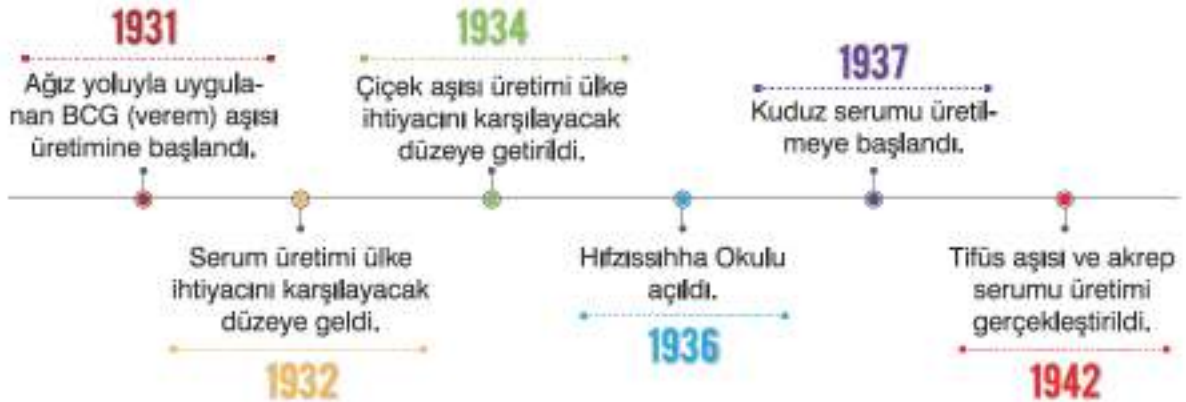 1931
Ağız yoluyla uygula-
nan BCG (verem) aşısı
üretimine başlandı.
1932
Serum üretimi ülke
ihtiyacını karşılayacak
düzeye geldi.
1934
Çiçek aşısı üretimi ülke
ihtiyacını karşılayacak
düzeye getirildi.
1936
Hıfzıssıhha Okulu
açıldı.
1937
Kuduz serumu üretil-
meye başlandı.
1942
Tifüs aşısı ve akrep
serumu üretimi
gerçekleştirildi.